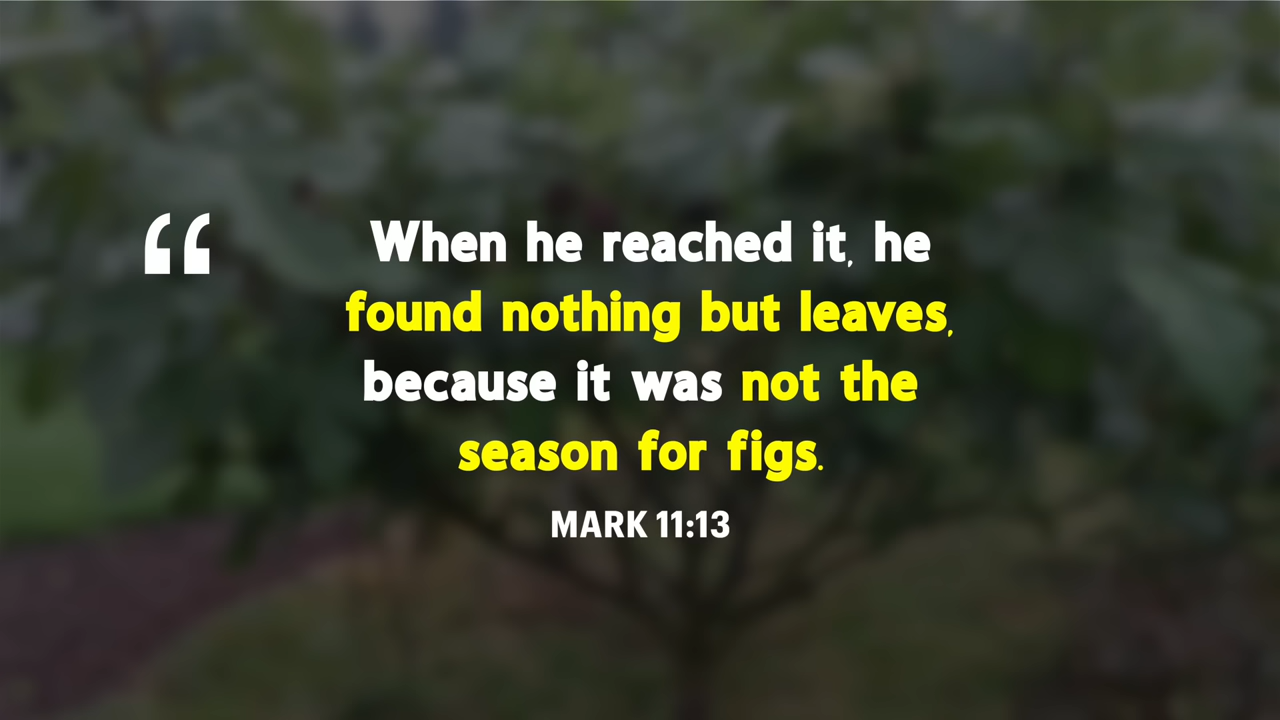 “
When he reached it, he
found nothing but leaves,
because it was not the
season for figs.
MARK 11:13